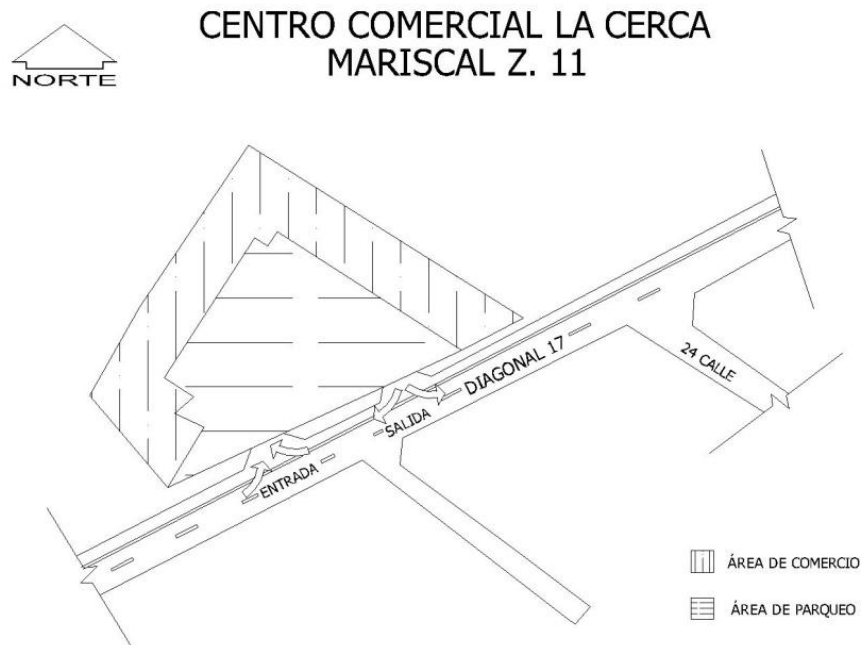 CENTRO COMERCIAL LA CERCA
MARISCAL Z. 11
NORTE
24 CALLE
DIAGONAL 17
SALIDA
ENTRADA
ÁREA DE COMERCIO
ÁREA DE PARQUEO